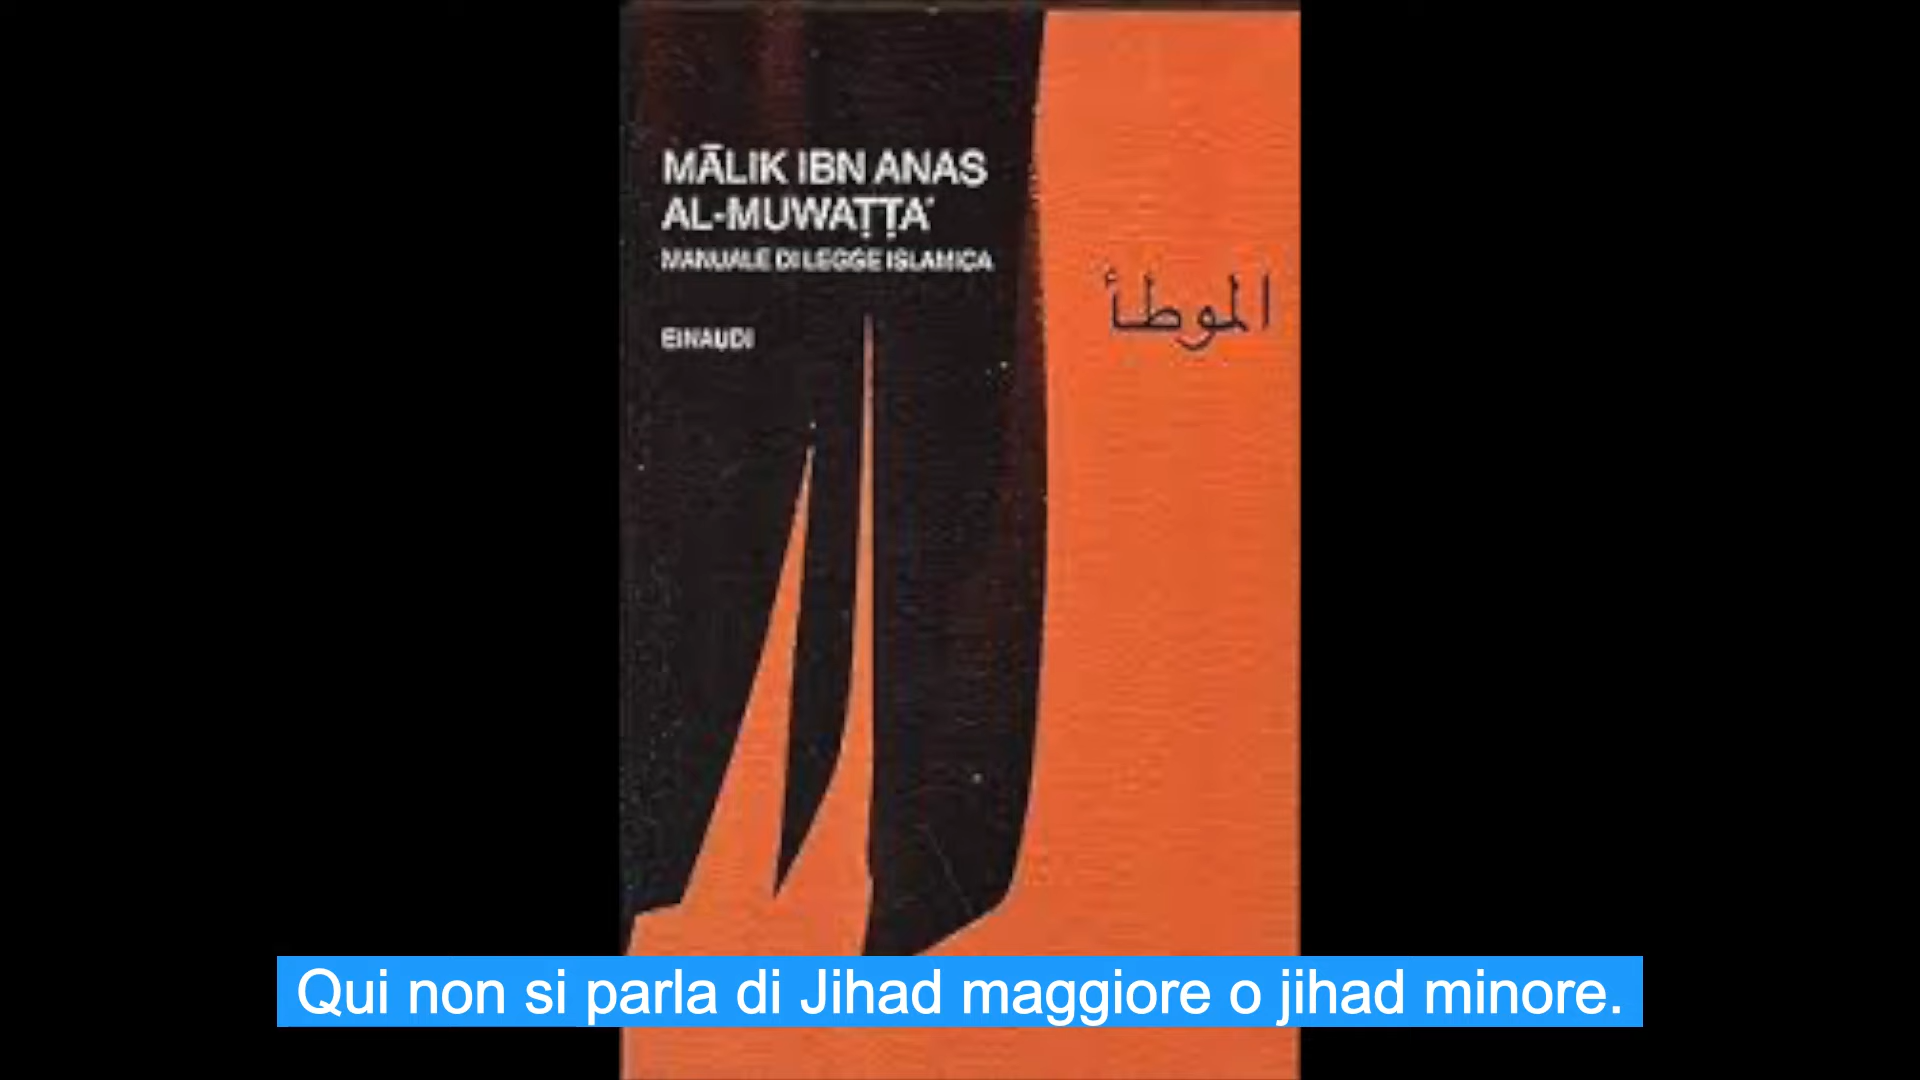 MĀLIK IBN ANAS
AL-MUWAṬṬA'
MANUALE DI LEGGE ISLAMICA
EINAUDI
الموطأ
Qui non si parla di Jihad maggiore o jihad minore.